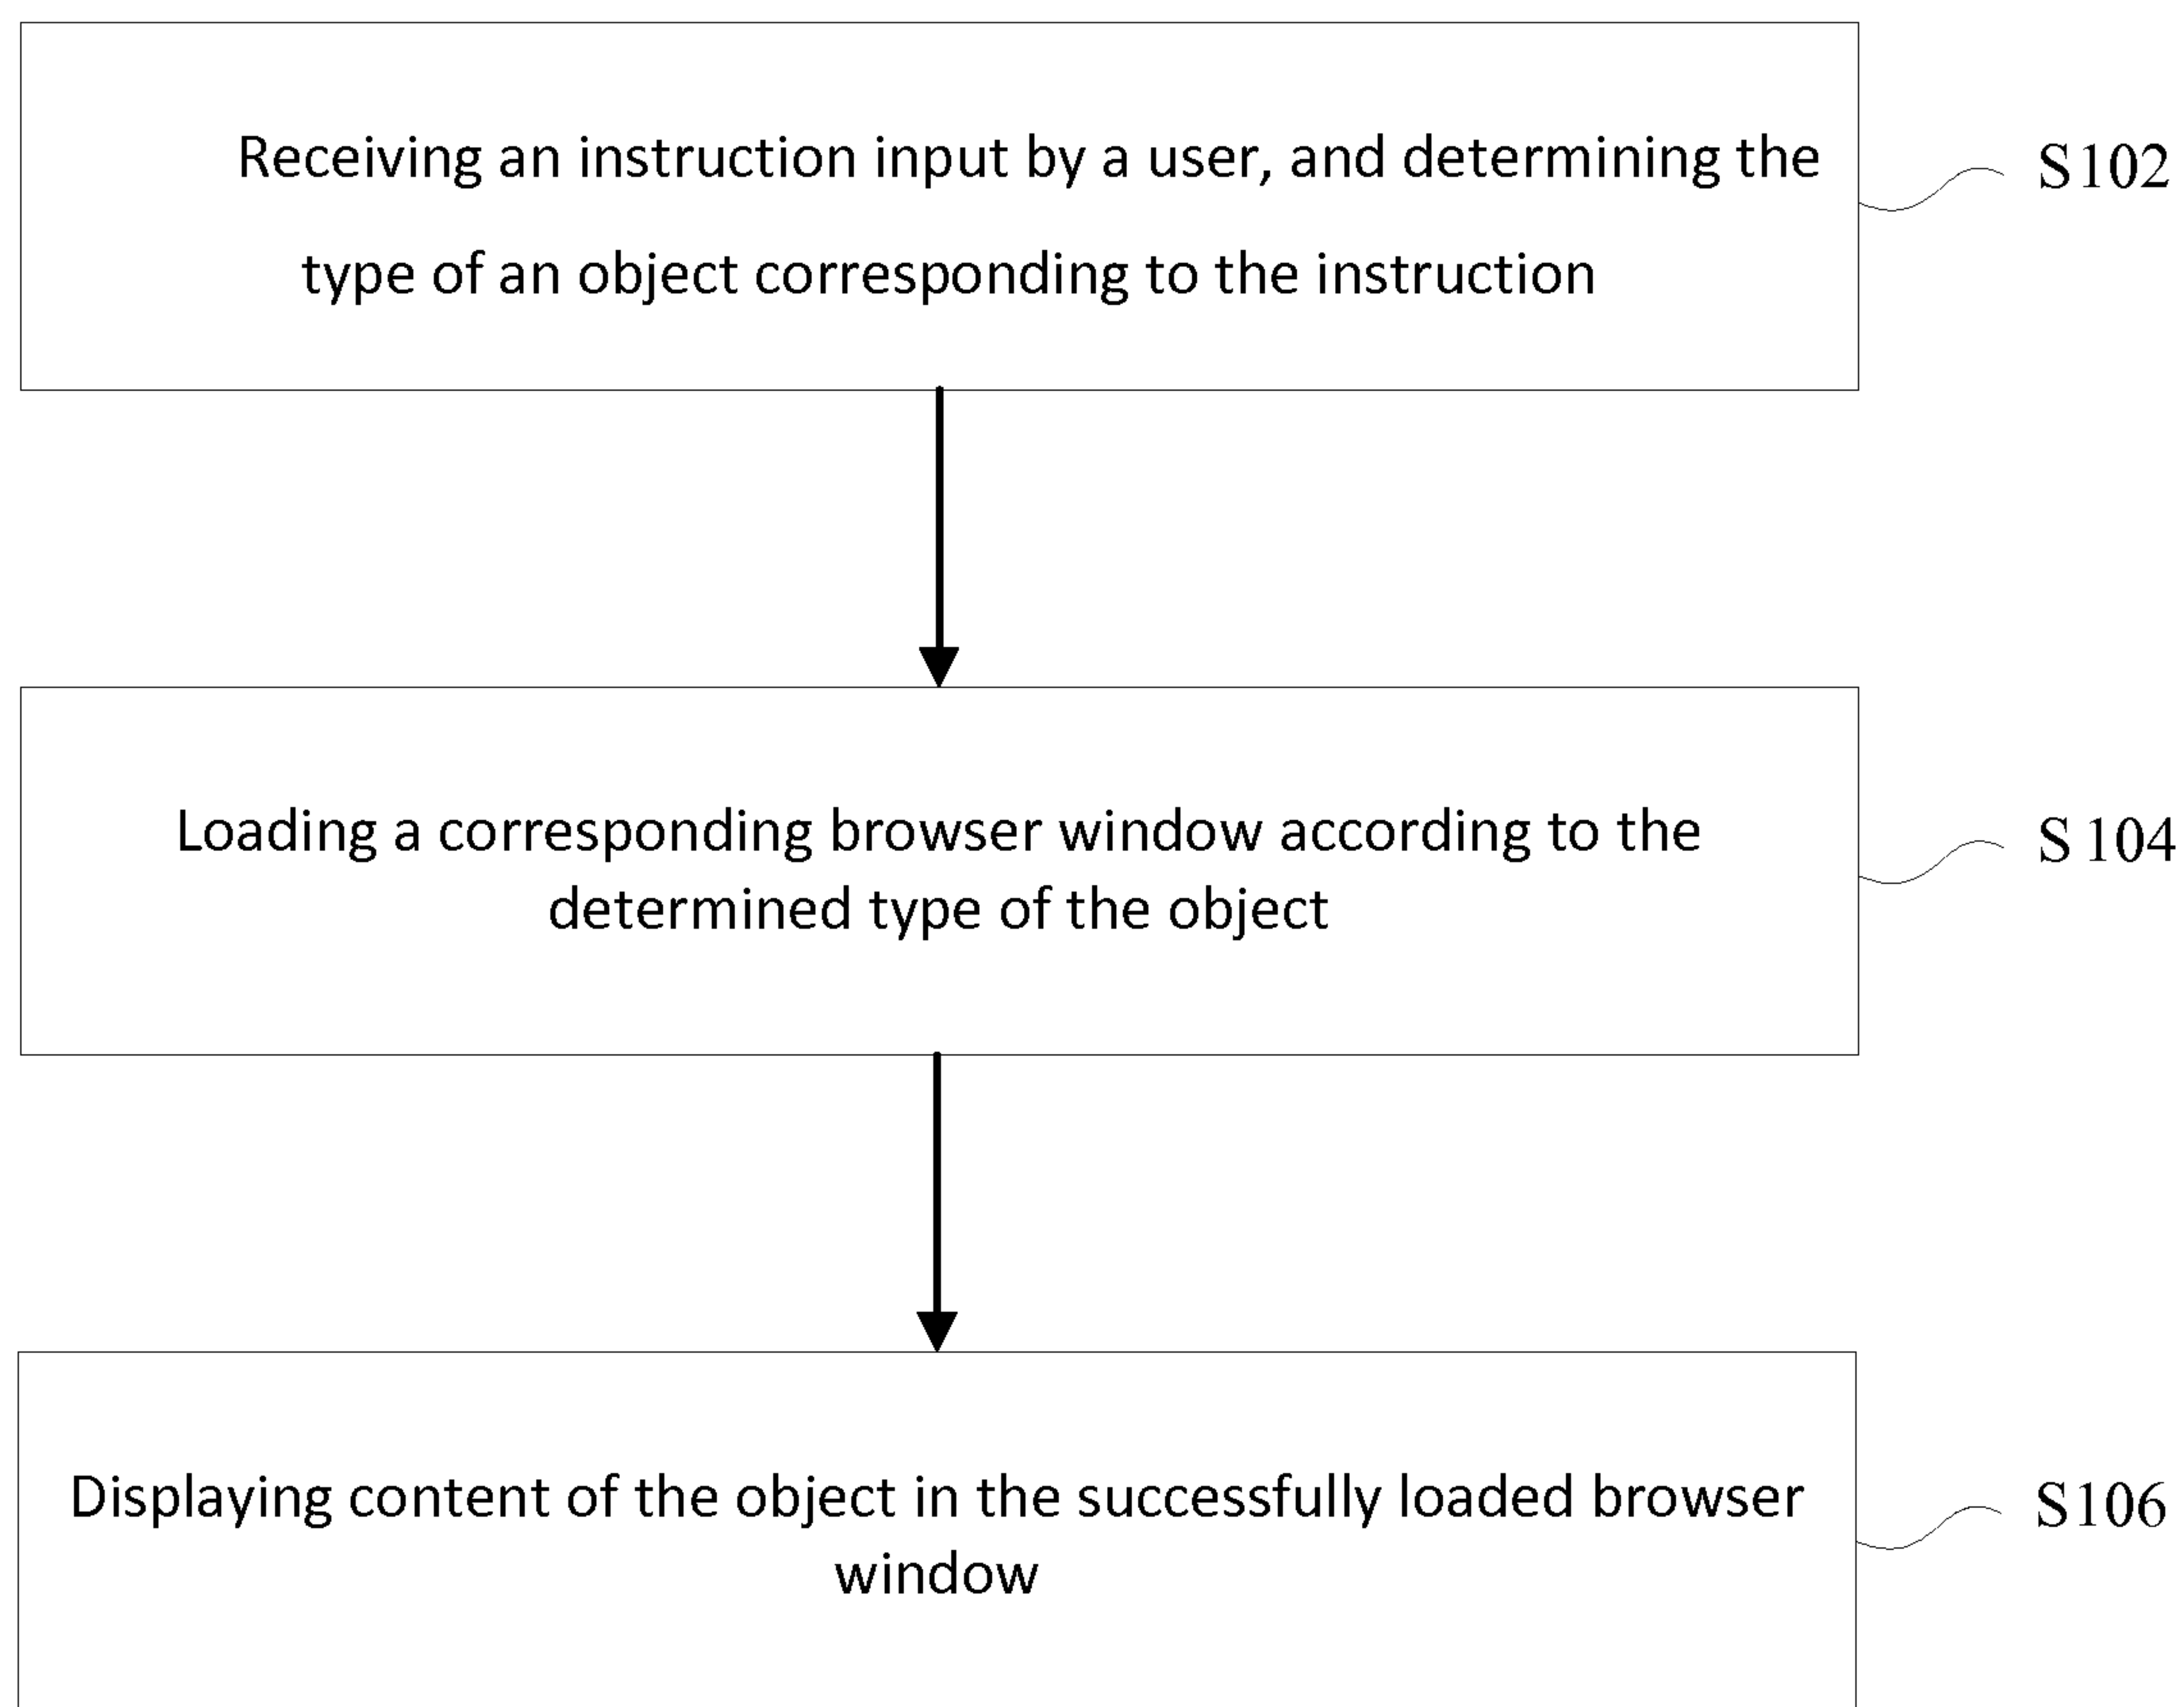 Receiving an instruction input by a user, and determining the
type of an object corresponding to the instruction
S102
Loading a corresponding browser window according to the
determined type of the object
S104
Displaying content of the object in the successfully loaded browser
window
S106